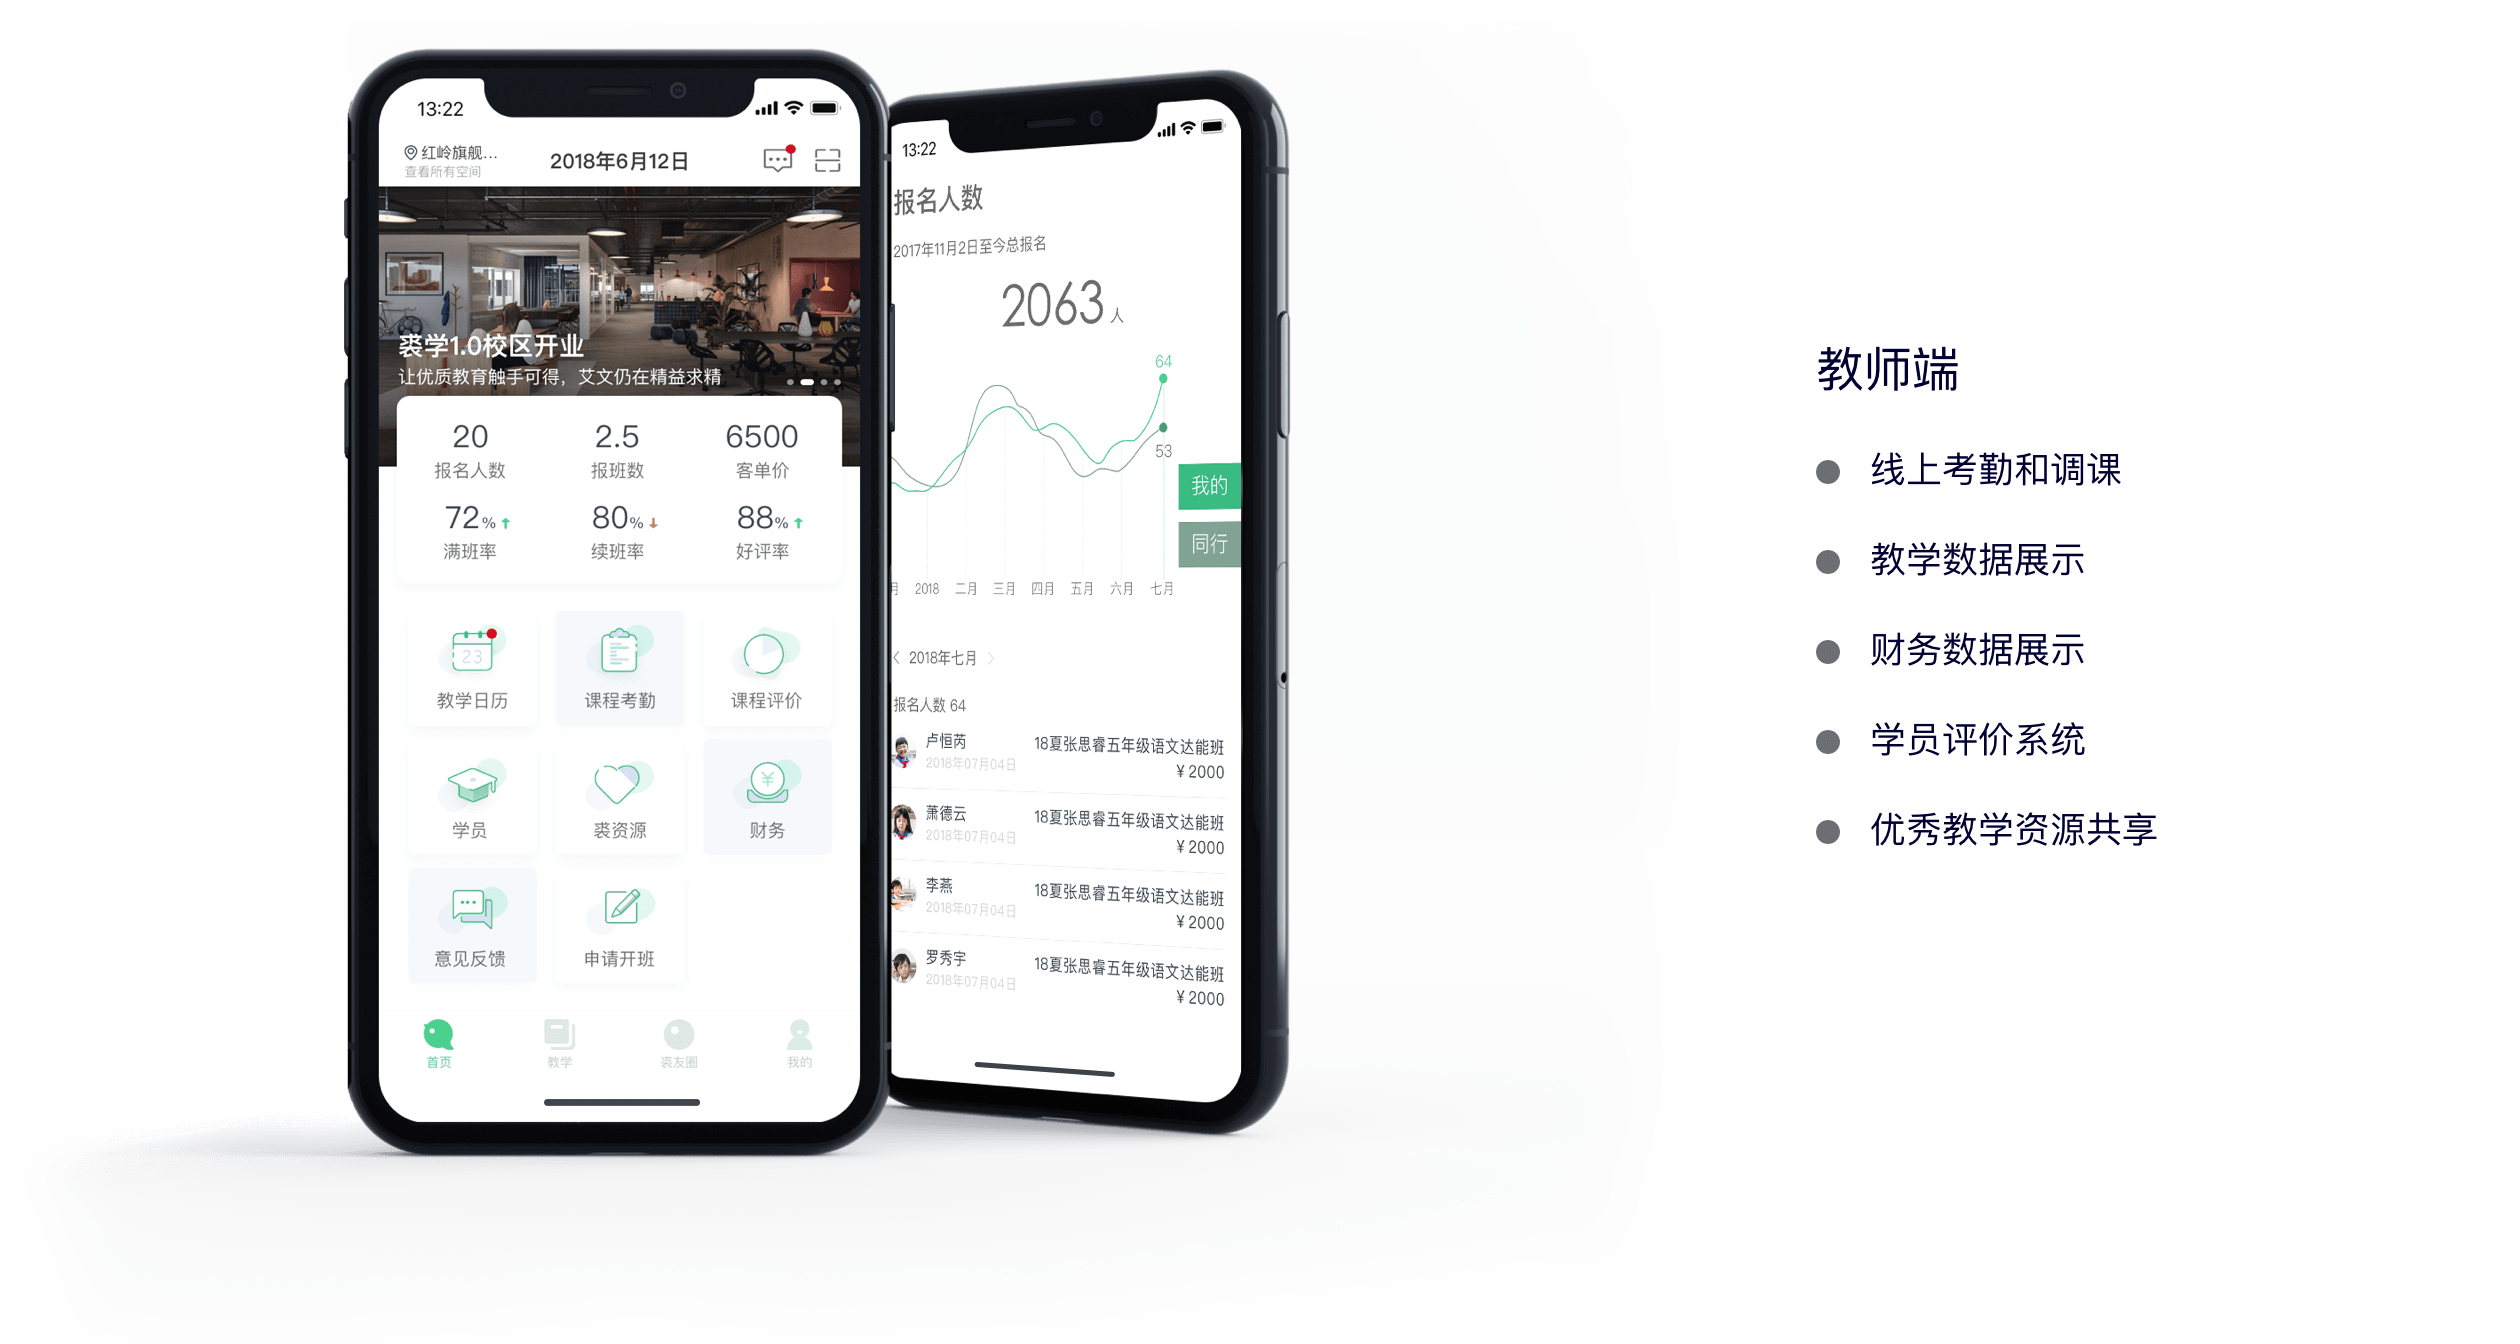 13:22
红岭旗舰...
查看所有空间
2018年6月12日
裘学1.0校区开业
让优质教育触手可得，艾文仍在精益求精
20
2.5
6500
报名人数
报班数
客单价
72%
80%
88%
满班率
续班率
好评率
23
教学日历
课程考勤
课程评价
学员
裘资源
¥
财务
意见反馈
申请开班
首页
教学
裘友圈
我的
13:22
报名人数
2017年11月2日至今总报名
2063 人
64
53
我的
同行
月 2018 二月 三月 四月 五月 六月 七月
2018年七月
报名人数 64
卢恒芮
2018年07月04日
18夏张思睿五年级语文达能班
¥ 2000
萧德云
2018年07月04日
18夏张思睿五年级语文达能班
¥ 2000
李燕
2018年07月04日
18夏张思睿五年级语文达能班
¥ 2000
罗秀宇
2018年07月04日
18夏张思睿五年级语文达能班
¥ 2000
教师端
线上考勤和调课
教学数据展示
财务数据展示
学员评价系统
优秀教学资源共享